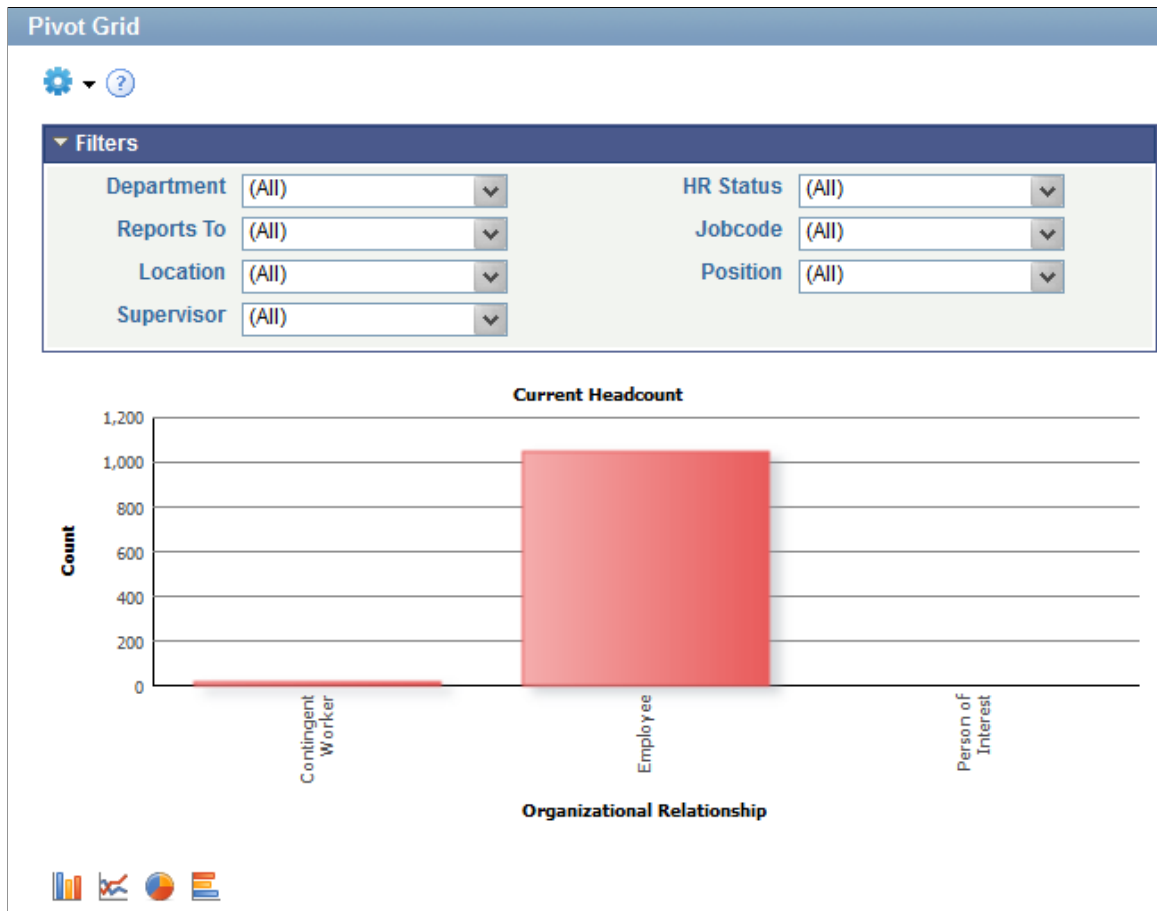 Pivot Grid
?
Filters
Department (All) HR Status (All)
Reports To (All) Jobcode (All)
Location (All) Position (All)
Supervisor (All)
Current Headcount
1,200
1,000
800
600
400
200
0
Count
Contingent
Worker
Employee
Person of
Interest
Organizational Relationship